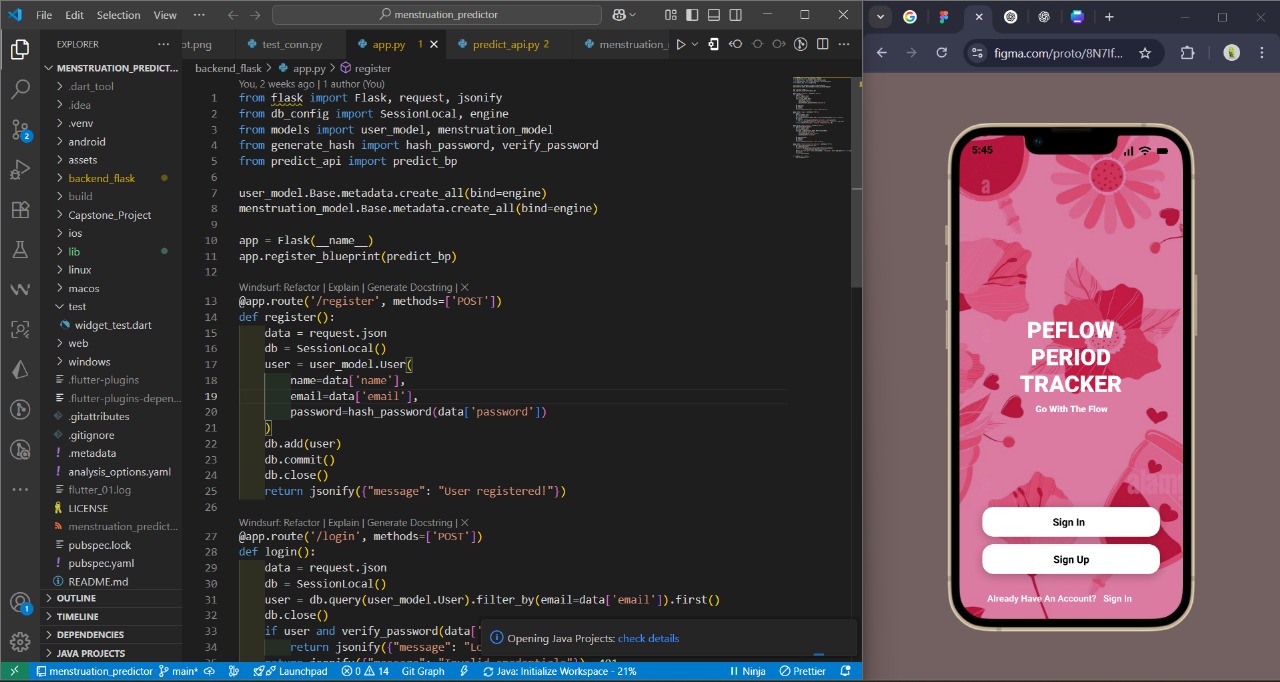 File Edit Selection View ··· menstruation_predictor
EXPLORER ···
MENSTRUATION_PREDICT...
.dart_tool
.idea
.venv
android
assets
backend_flask
build
Capstone_Project
ios
lib
linux
macos
test
widget_test.dart
web
windows
.flutter-plugins
.flutter-plugins-depen...
.gitattributes
.gitignore
.metadata
analysis_options.yaml
flutter_01.log
LICENSE
menstruation_predict...
pubspec.lock
pubspec.yaml
README.md
OUTLINE
TIMELINE
DEPENDENCIES
JAVA PROJECTS
2
1
ot.png test_conn.py app.py 1 predict_api.py 2 menstruation_
backend_flask > app.py > register
You, 2 weeks ago | 1 author (You)
1 from flask import Flask, request, jsonify
2 from db_config import SessionLocal, engine
3 from models import user_model, menstruation_model
4 from generate_hash import hash_password, verify_password
5 from predict_api import predict_bp
6
7 user_model.Base.metadata.create_all(bind=engine)
8 menstruation_model.Base.metadata.create_all(bind=engine)
9
10 app = Flask(__name__)
11 app.register_blueprint(predict_bp)
12
Windsurf: Refactor | Explain | Generate Docstring | ×
13 @app.route('/register', methods=['POST'])
14 def register():
15 data = request.json
16 db = SessionLocal()
17 user = user_model.User(
18 name=data['name'],
19 email=data['email'],
20 password=hash_password(data['password'])
21 )
22 db.add(user)
23 db.commit()
24 db.close()
25 return jsonify({"message": "User registered!"})
26
Windsurf: Refactor | Explain | Generate Docstring | ×
27 @app.route('/login', methods=['POST'])
28 def login():
29 data = request.json
30 db = SessionLocal()
31 user = db.query(user_model.User).filter_by(email=data['email']).first()
32 db.close()
33 if user and verify_password(data['
return jsonify({"message": "Lo
Opening Java Projects: check details
menstruation_predictor main* Launchpad 0 14 Git Graph Java: Initialize Workspace - 21% Ninja Prettier
figma.com/proto/8N7lf...
5:45
a
PEFLOW
PERIOD
TRACKER
Go With The Flow
alamy
Sign In
Sign Up
Already Have An Account? Sign In